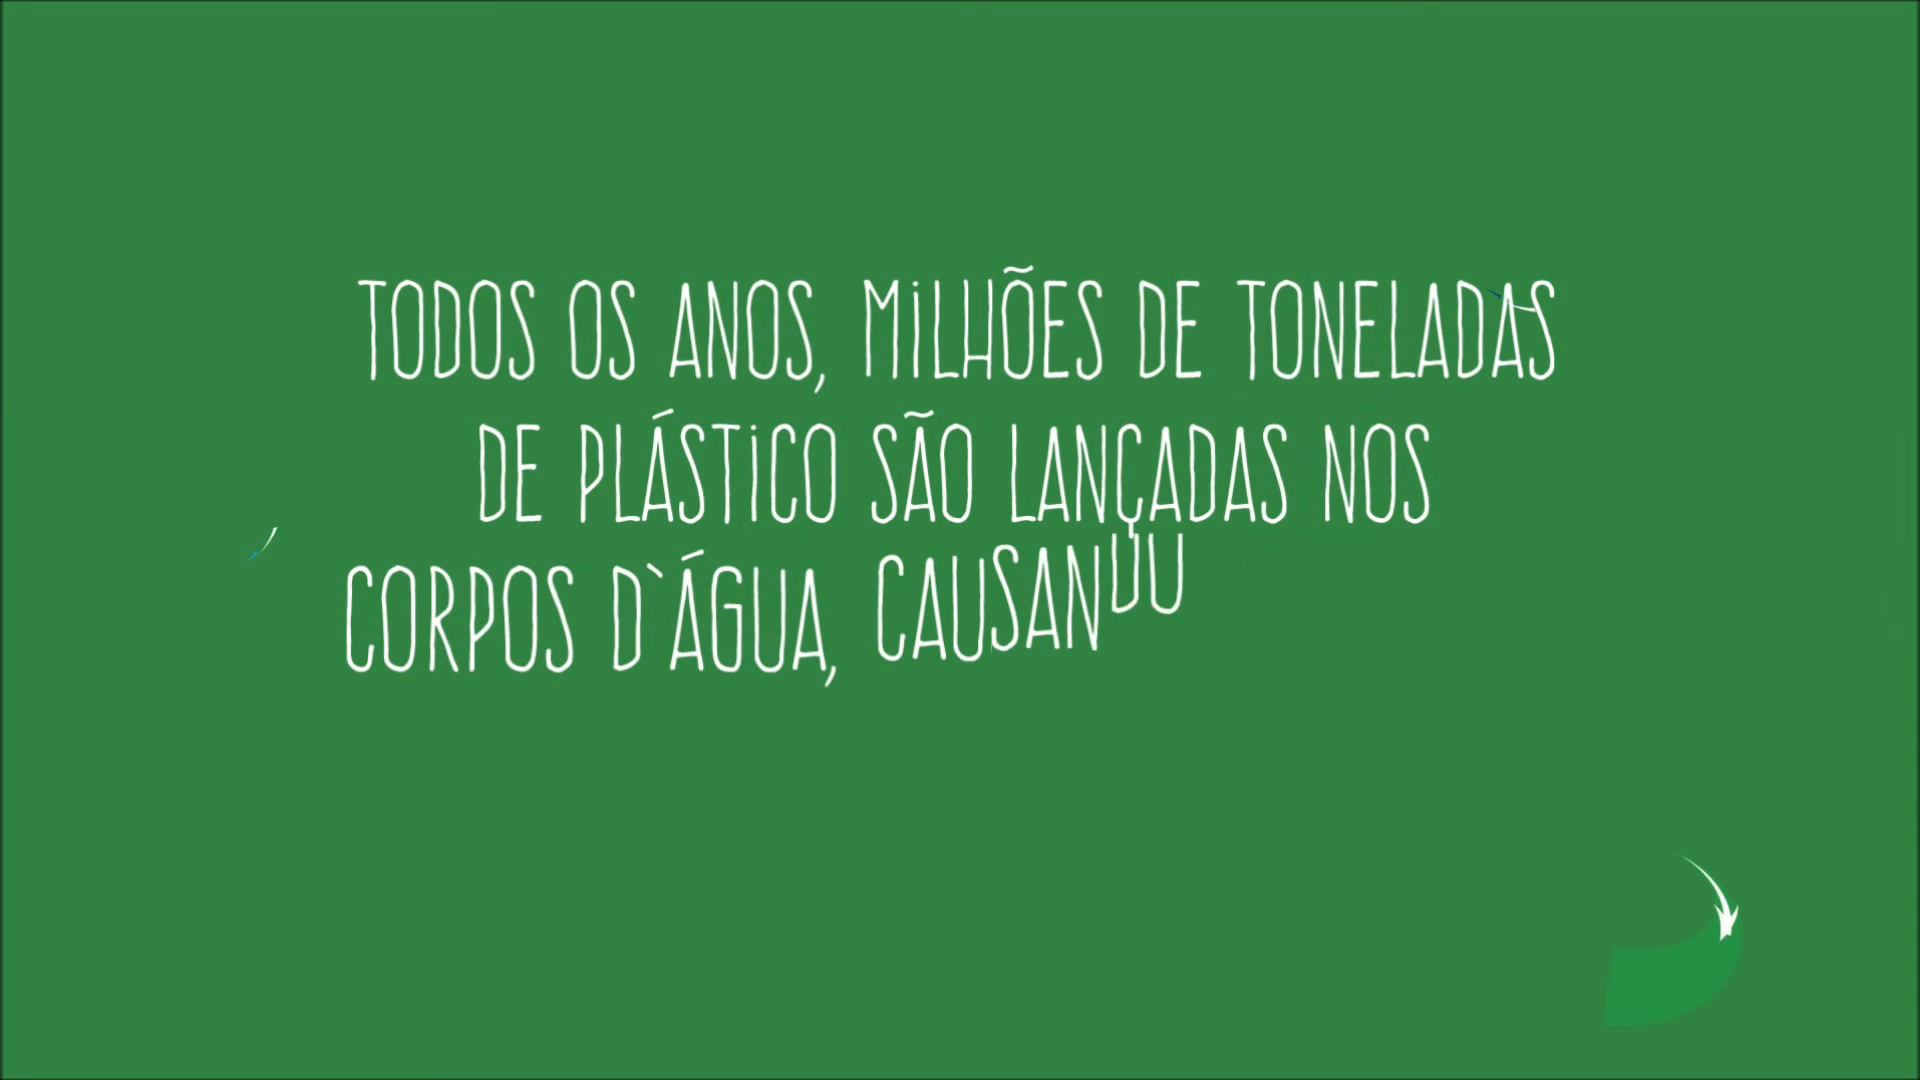 TODOS OS ANOS, MILHÕES DE TONELADAS
DE PLÁSTICO SÃO LANÇADAS NOS
CORPOS D`ÁGUA, CAUSANDO